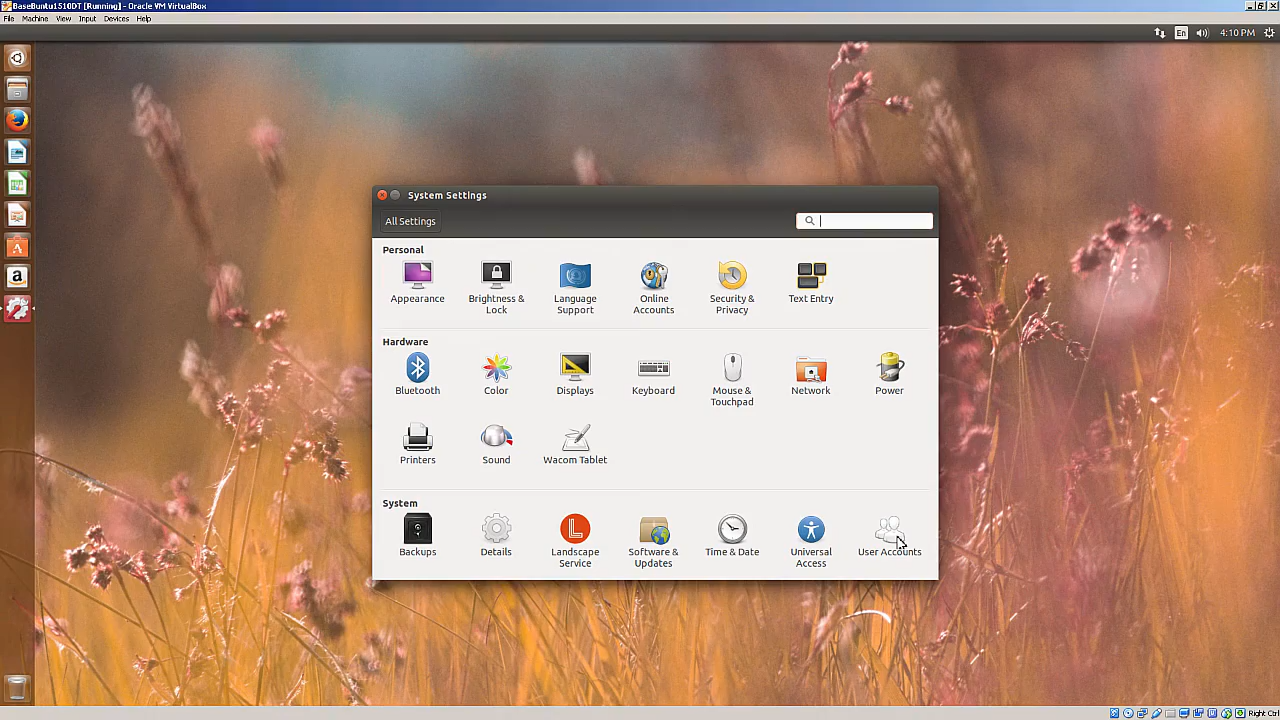 BaseBuntu1510DT [Running] - Oracle VM VirtualBox
File Machine View Input Devices Help
En 4:10 PM
System Settings
All Settings
Personal
Appearance
Brightness & Lock
Language Support
Online Accounts
Security & Privacy
Text Entry
Hardware
Bluetooth
Color
Displays
Keyboard
Mouse & Touchpad
Network
Power
Printers
Sound
Wacom Tablet
System
Backups
Details
Landscape Service
Software & Updates
Time & Date
Universal Access
User Accounts
Right Ctrl